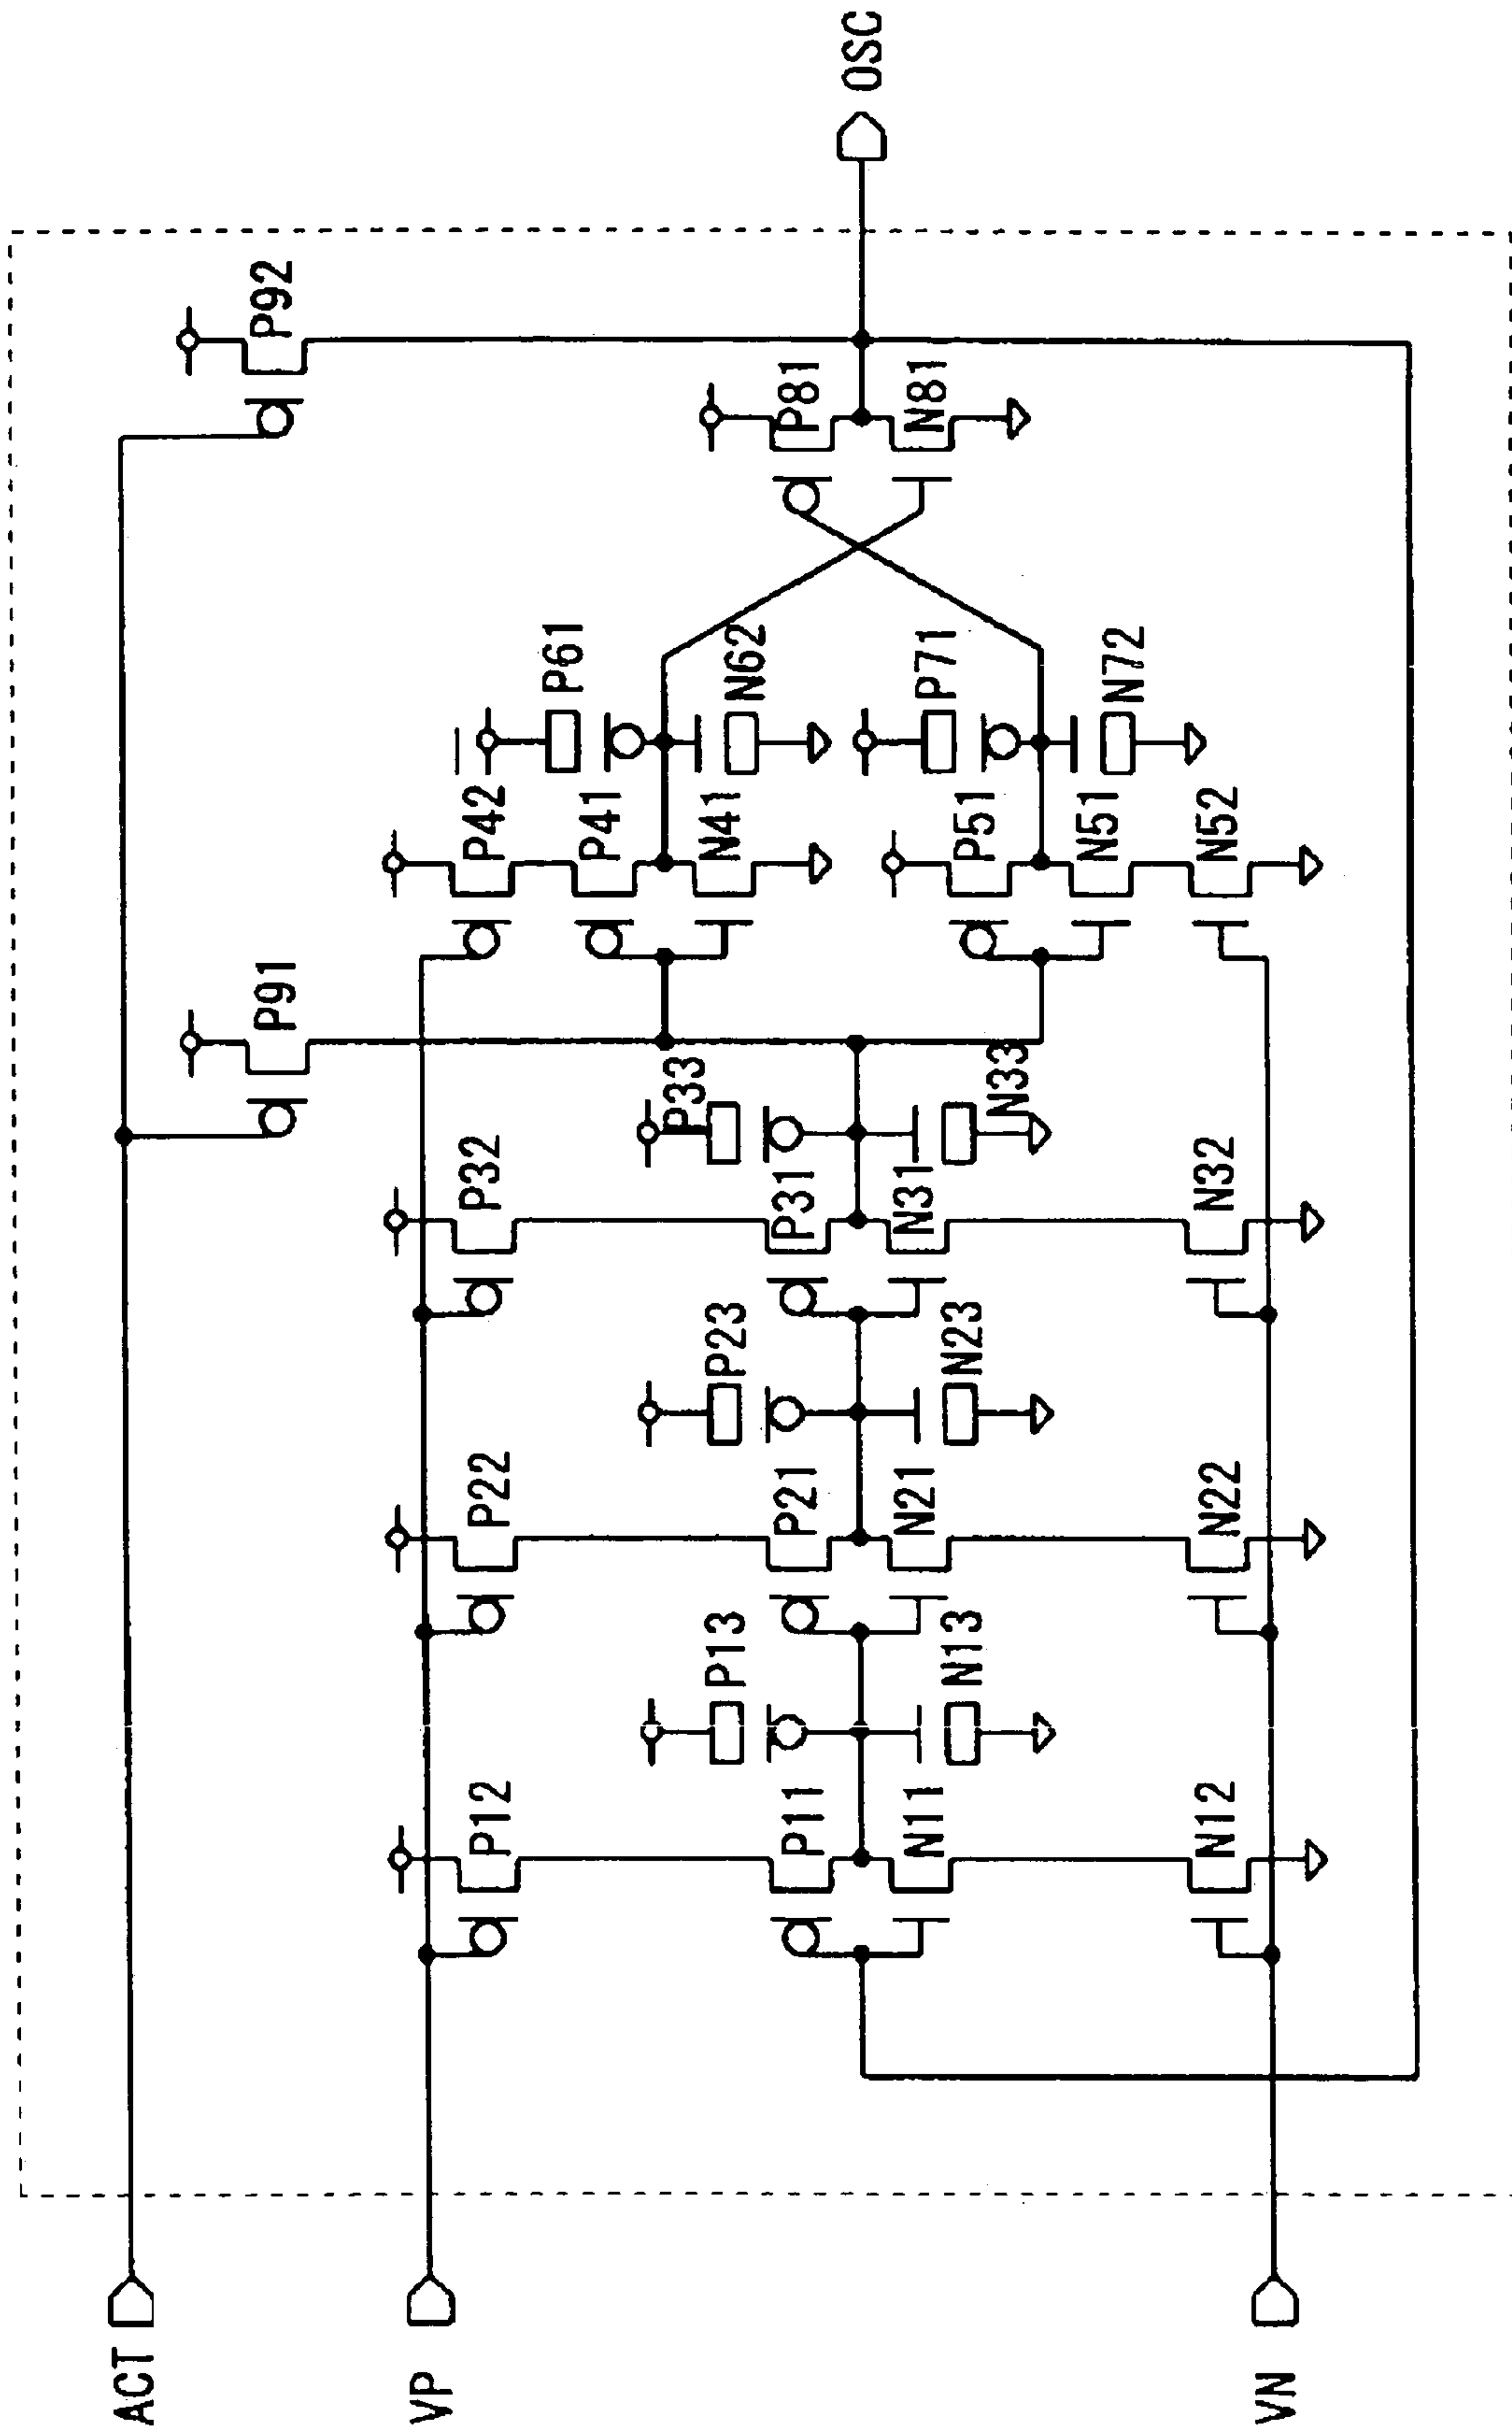 ACT
VP
VN
OSC
P12
P11
N11
N12
P13
N13
P22
P21
N21
N22
P23
N23
P32
P31
N31
N32
P33
N33
P91
P42
P41
N41
P51
N51
N52
P61
N62
P71
N72
P81
N81
P92